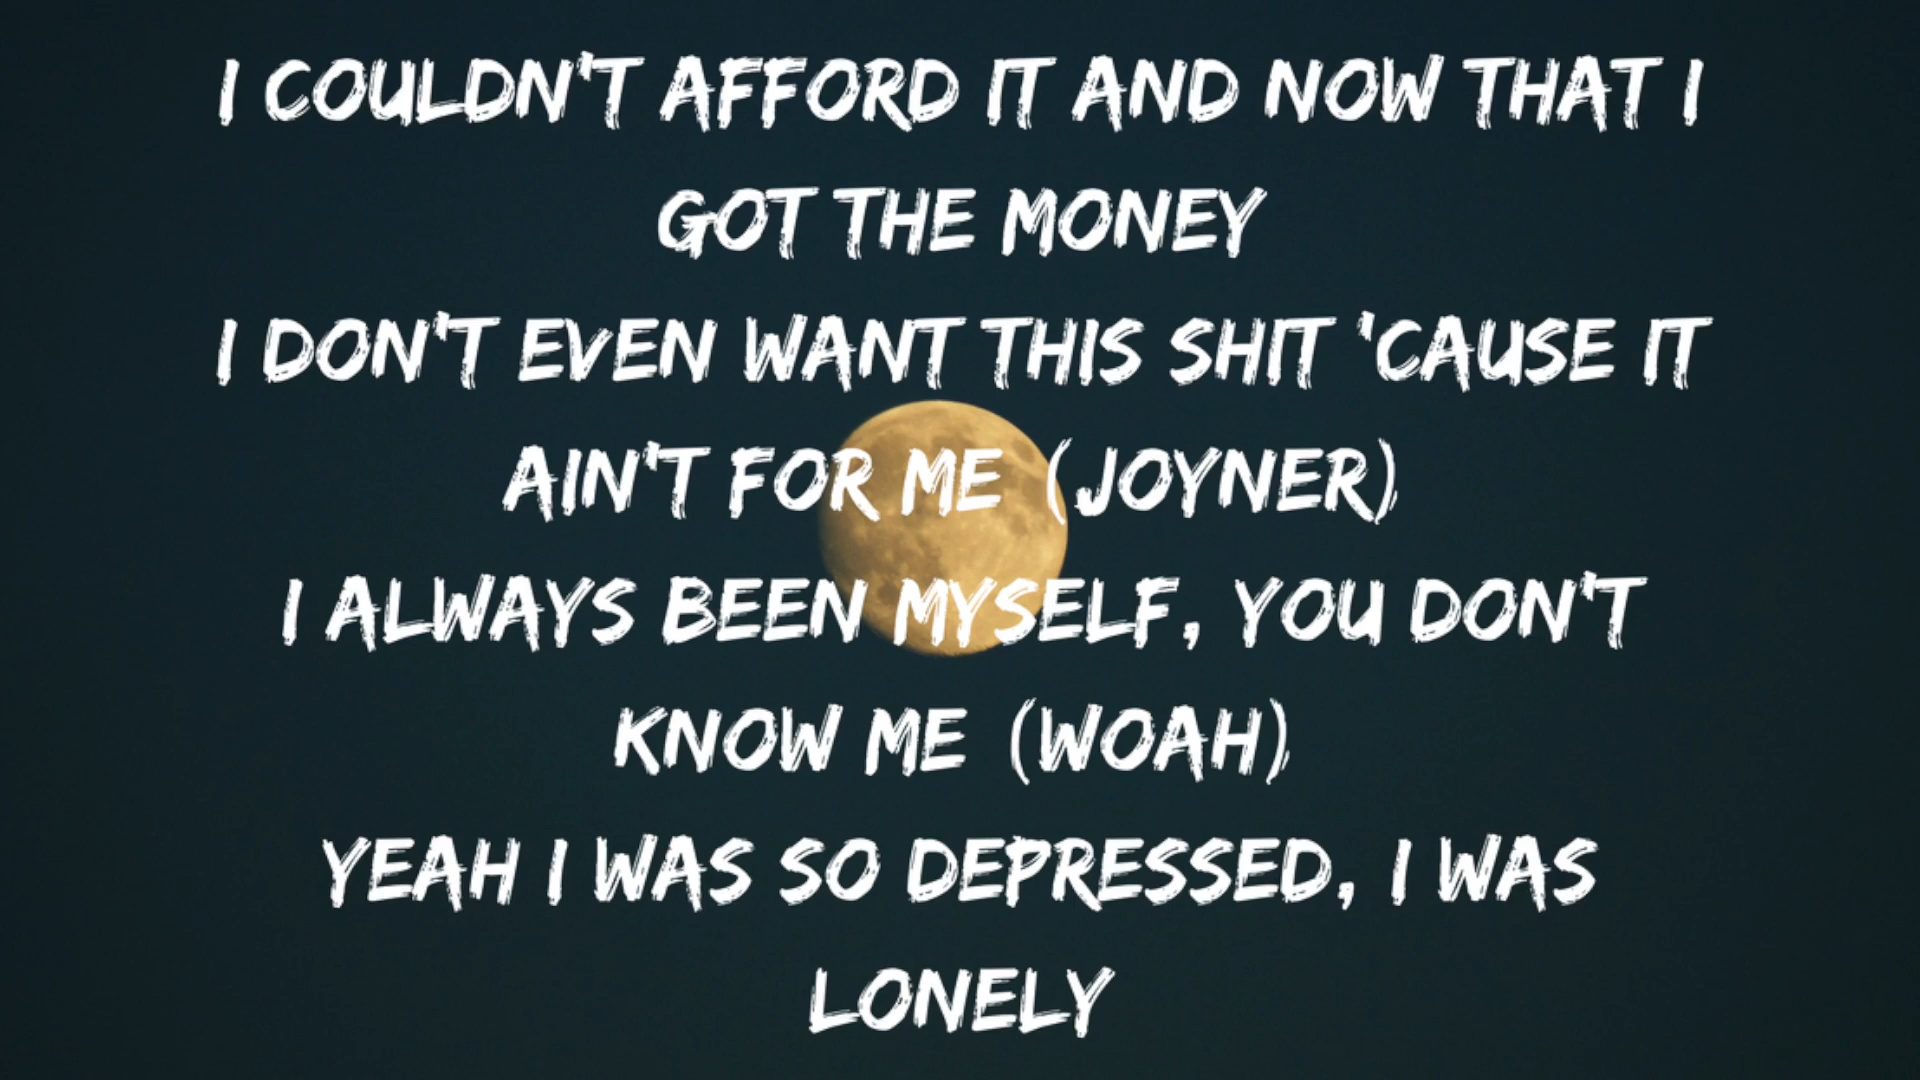 I COULDN'T AFFORD IT AND NOW THAT I
GOT THE MONEY
I DON'T EVEN WANT THIS SHIT 'CAUSE IT
AIN'T FOR ME (JOYNER)
I ALWAYS BEEN MYSELF, YOU DON'T
KNOW ME (WOAH)
YEAH I WAS SO DEPRESSED, I WAS
LONELY